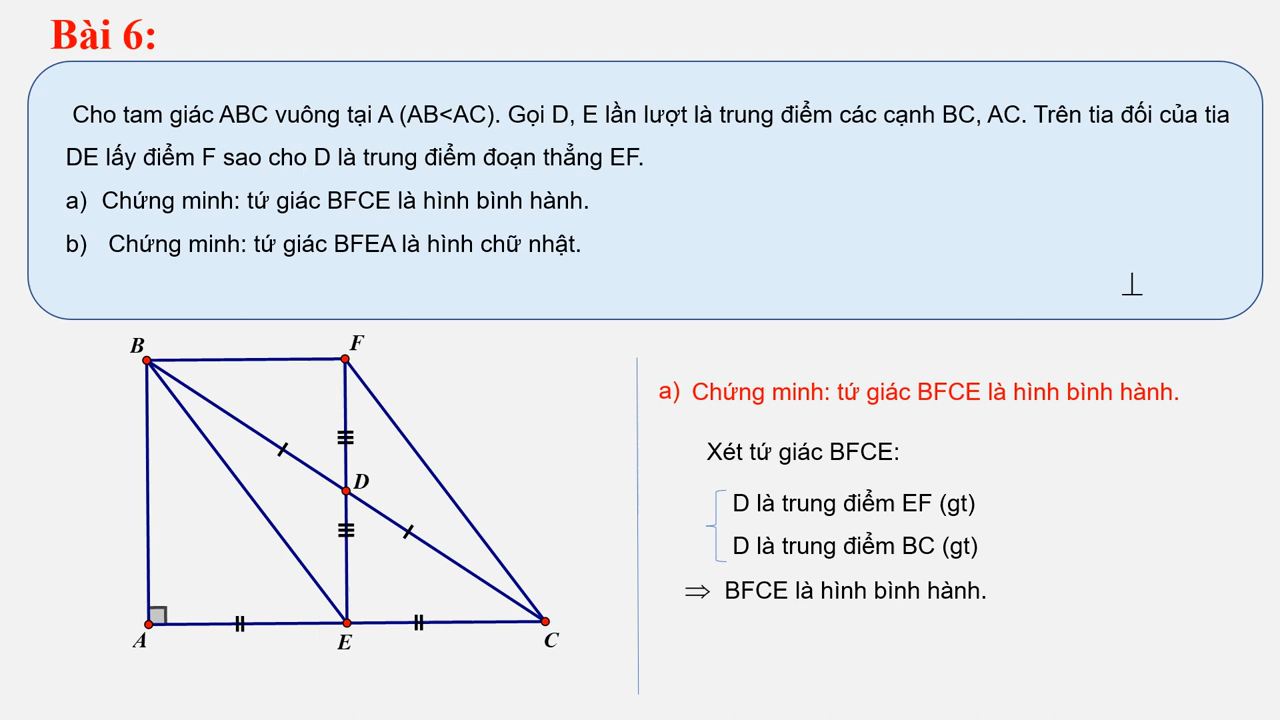 Bài 6:
Cho tam giác ABC vuông tại A (AB<AC). Gọi D, E lần lượt là trung điểm các cạnh BC, AC. Trên tia đối của tia
DE lấy điểm F sao cho D là trung điểm đoạn thẳng EF.
a) Chứng minh: tứ giác BFCE là hình bình hành.
b) Chứng minh: tứ giác BFEA là hình chữ nhật.
⊥
B
F
D
A
E
C
a) Chứng minh: tứ giác BFCE là hình bình hành.
Xét tứ giác BFCE:
D là trung điểm EF (gt)
D là trung điểm BC (gt)
⇒ BFCE là hình bình hành.